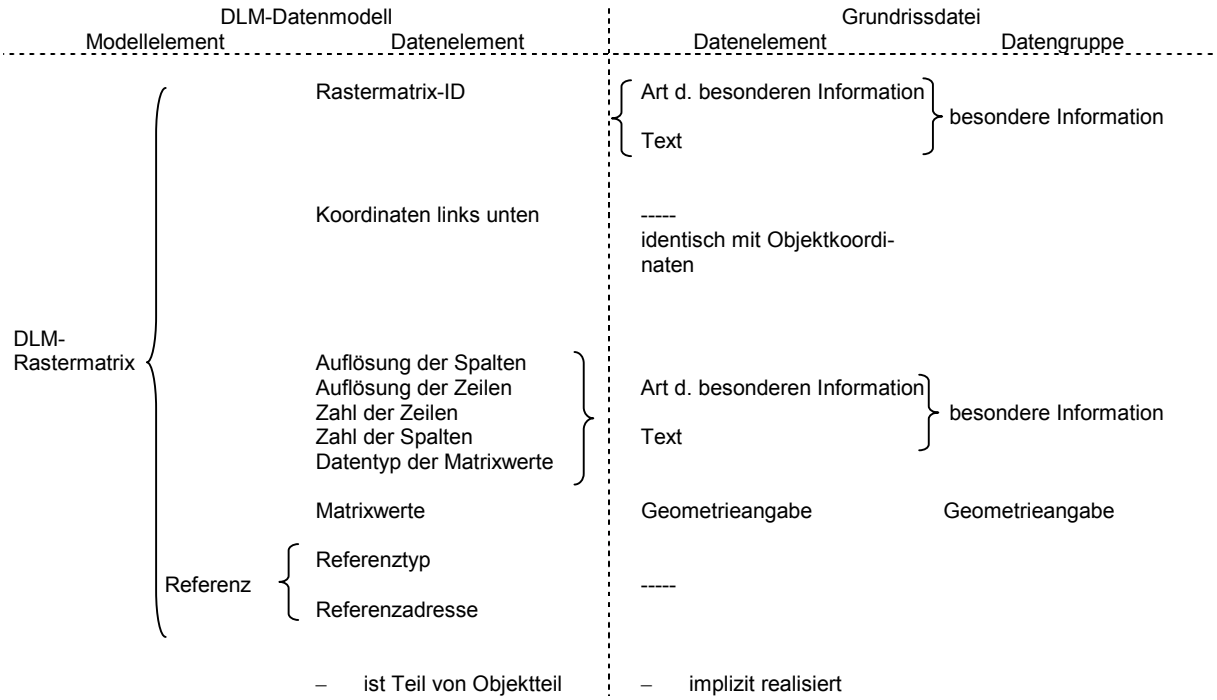 DLM-Datenmodell Grundrissdatei
Modellelement Datenelement Datenelement Datengruppe
Rastermatrix-ID Art d. besonderen Information
besondere Information
Text
Koordinaten links unten -----
identisch mit Objektkoordi-
naten
DLM-
Rastermatrix
Auflösung der Spalten
Auflösung der Zeilen Art d. besonderen Information
Zahl der Zeilen besondere Information
Zahl der Spalten Text
Datentyp der Matrixwerte
Matrixwerte Geometrieangabe Geometrieangabe
Referenztyp
Referenz -----
Referenzadresse
– ist Teil von Objektteil – implizit realisiert